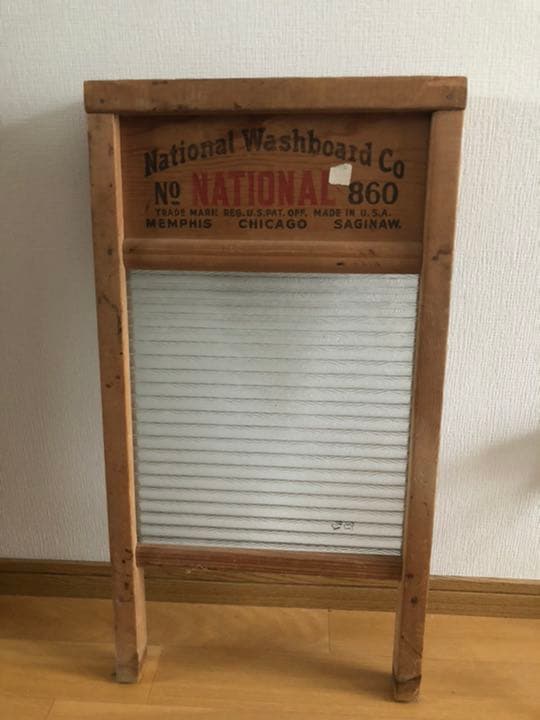 National Washboard Co
No NATIONAL 860
TRADE MARK REG. U.S. PAT. OFF. MADE IN U.S.A.
MEMPHIS CHICAGO SAGINAW.